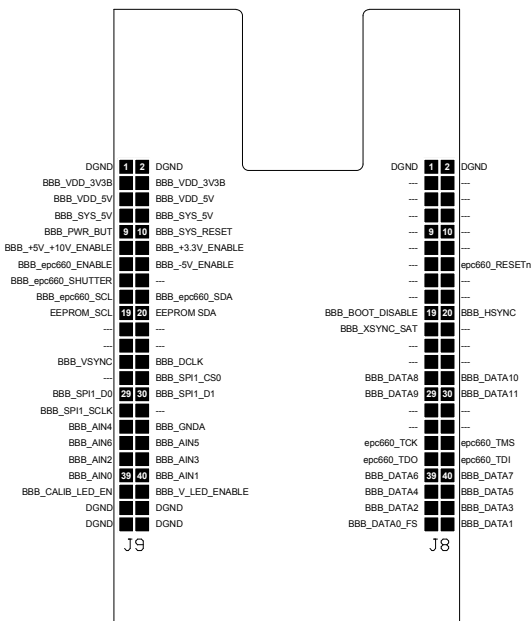 DGND 1 2 DGND DGND 1 2 DGND
BBB_VDD_3V3B BBB_VDD_3V3B --- ---
BBB_VDD_5V BBB_VDD_5V --- ---
BBB_SYS_5V BBB_SYS_5V --- ---
BBB_PWR_BUT 9 10 BBB_SYS_RESET --- 9 10 ---
BBB_+5V_+10V_ENABLE BBB_+3.3V_ENABLE --- ---
BBB_epc660_ENABLE BBB_-5V_ENABLE --- epc660_RESETn
BBB_epc660_SHUTTER --- --- ---
BBB_epc660_SCL BBB_epc660_SDA --- ---
EEPROM_SCL 19 20 EEPROM SDA BBB_BOOT_DISABLE 19 20 BBB_HSYNC
--- --- BBB_XSYNC_SAT ---
--- --- --- ---
BBB_VSYNC BBB_DCLK --- ---
--- BBB_SPI1_CS0 BBB_DATA8 BBB_DATA10
BBB_SPI1_D0 29 30 BBB_SPI1_D1 BBB_DATA9 29 30 BBB_DATA11
BBB_SPI1_SCLK --- --- ---
BBB_AIN4 BBB_GNDA --- ---
BBB_AIN6 BBB_AIN5 epc660_TCK epc660_TMS
BBB_AIN2 BBB_AIN3 epc660_TDO epc660_TDI
BBB_AIN0 39 40 BBB_AIN1 BBB_DATA6 39 40 BBB_DATA7
BBB_CALIB_LED_EN BBB_V_LED_ENABLE BBB_DATA4 BBB_DATA5
DGND DGND BBB_DATA2 BBB_DATA3
DGND DGND BBB_DATA0_FS BBB_DATA1
J9 J8